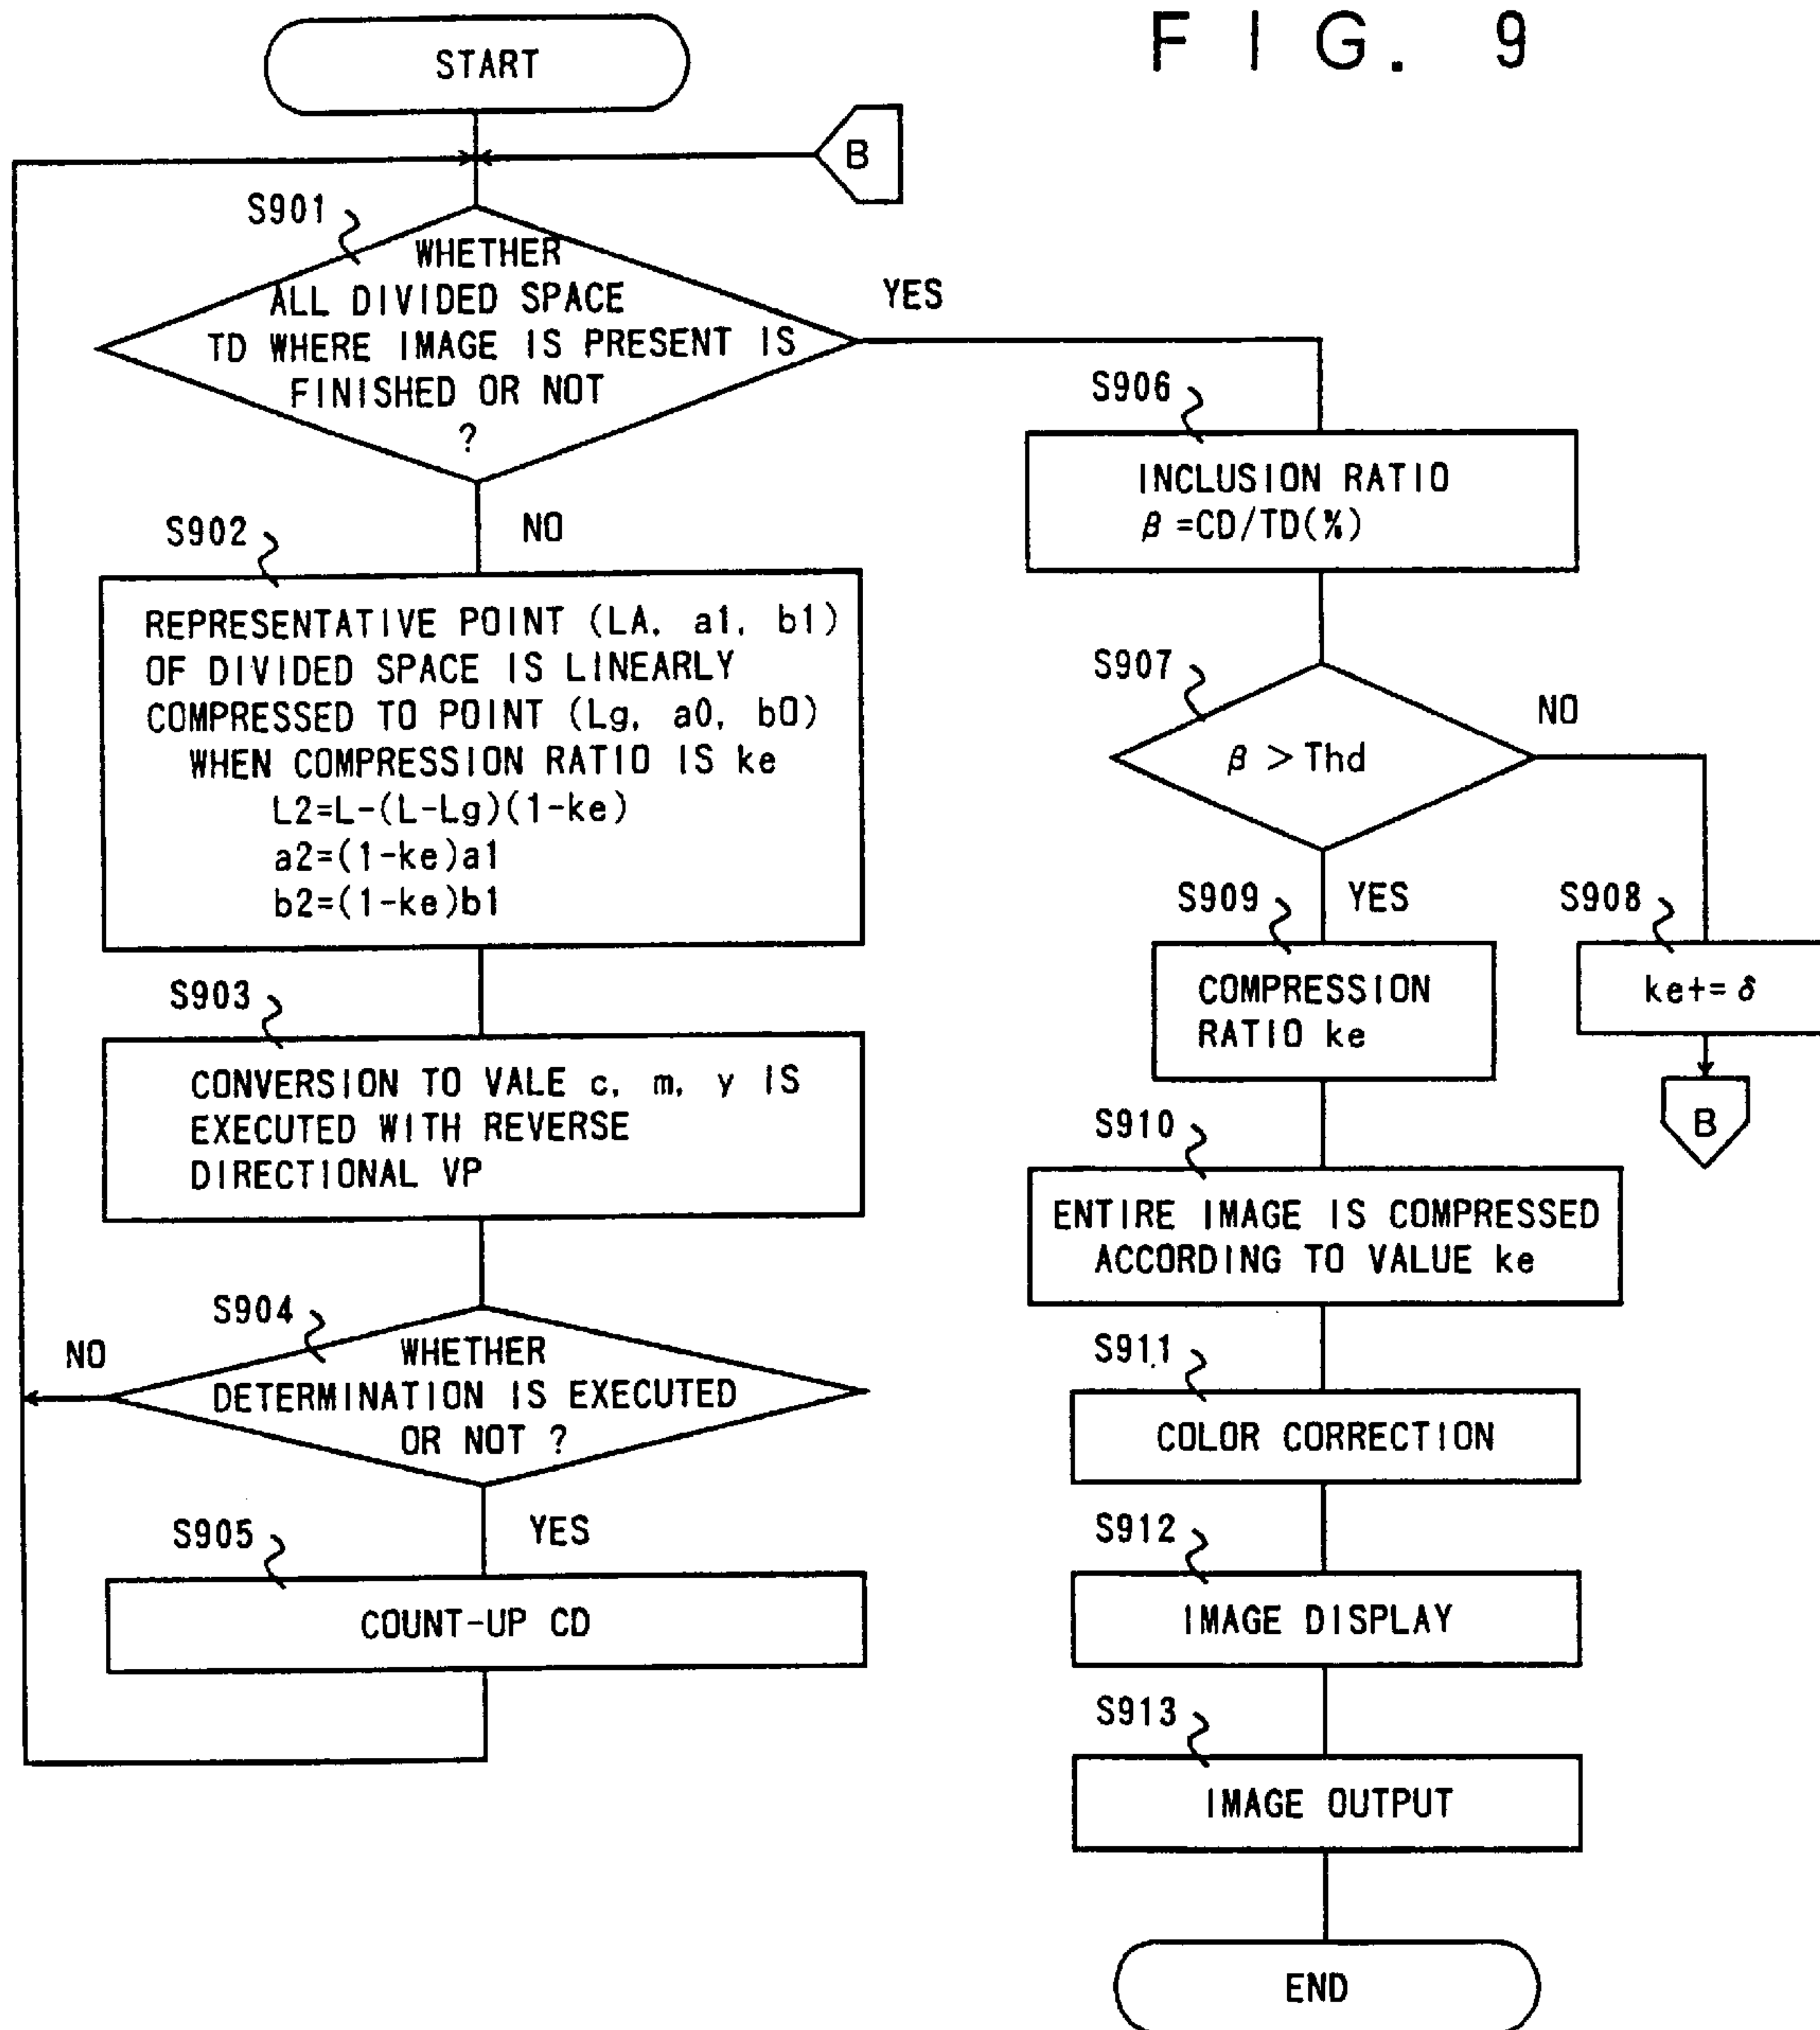 FIG. 9
START
B
S901
WHETHER
ALL DIVIDED SPACE
TD WHERE IMAGE IS PRESENT IS
FINISHED OR NOT
?
YES
NO
S902
REPRESENTATIVE POINT (LA, a1, b1)
OF DIVIDED SPACE IS LINEARLY
COMPRESSED TO POINT (Lg, a0, b0)
WHEN COMPRESSION RATIO IS ke
L2=L-(L-Lg)(1-ke)
a2=(1-ke)a1
b2=(1-ke)b1
S903
CONVERSION TO VALE c, m, y IS
EXECUTED WITH REVERSE
DIRECTIONAL VP
S904
NO
WHETHER
DETERMINATION IS EXECUTED
OR NOT ?
YES
S905
COUNT-UP CD
S906
INCLUSION RATIO
β=CD/TD(%)
S907
β > Thd
NO
YES
S909
COMPRESSION
RATIO ke
S908
ke+=δ
B
S910
ENTIRE IMAGE IS COMPRESSED
ACCORDING TO VALUE ke
S911
COLOR CORRECTION
S912
IMAGE DISPLAY
S913
IMAGE OUTPUT
END